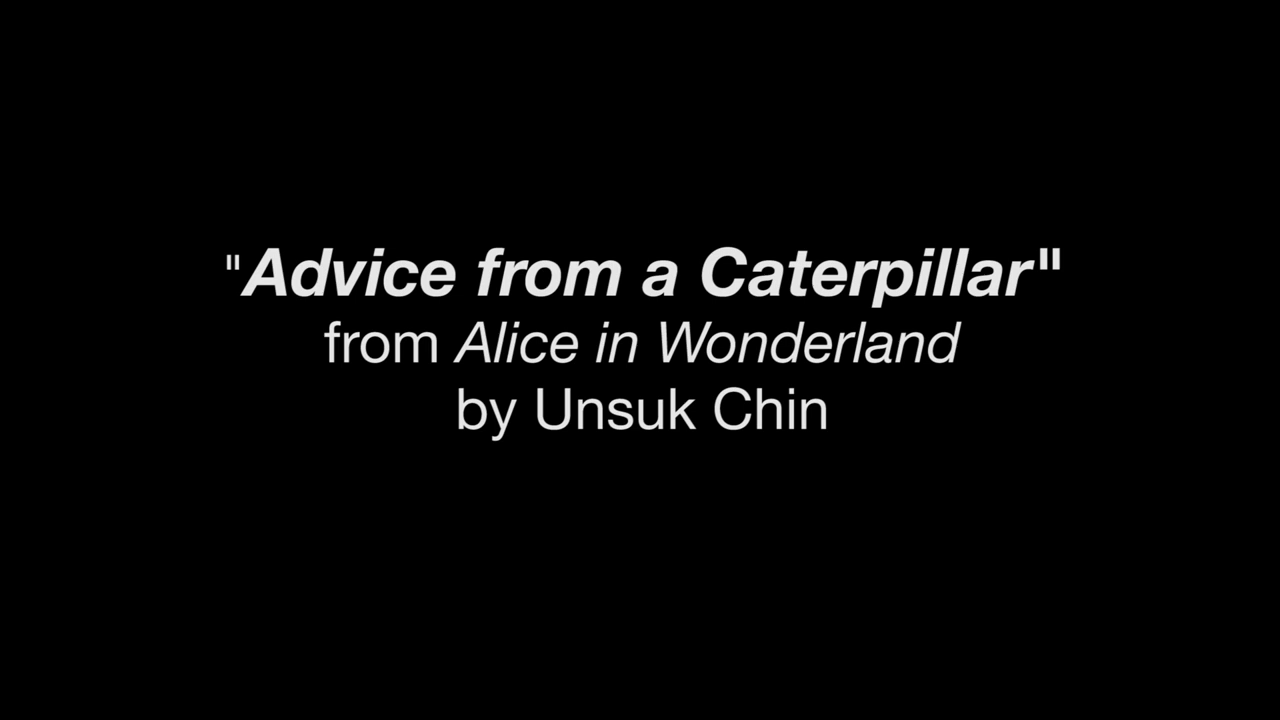 "Advice from a Caterpillar"
from Alice in Wonderland
by Unsuk Chin